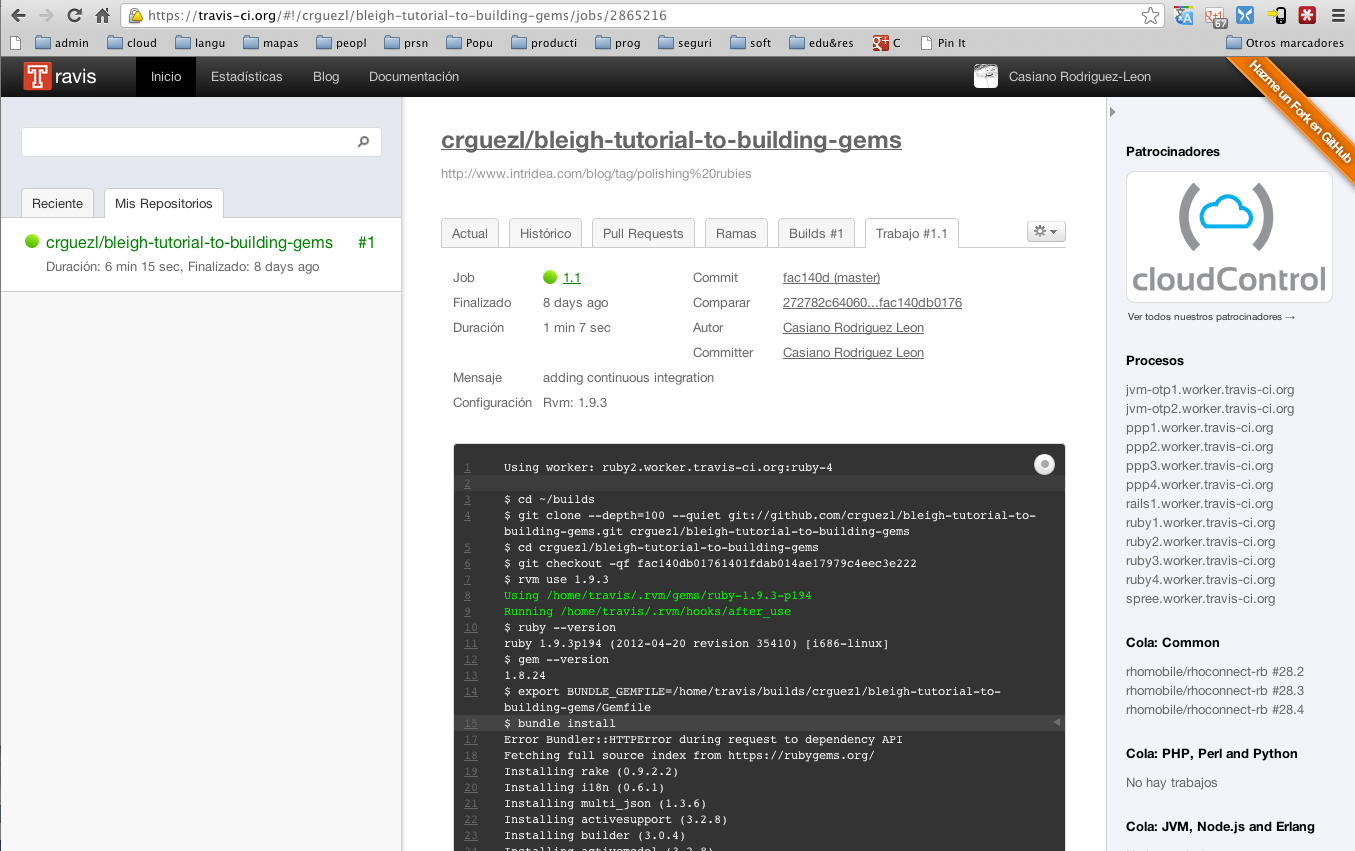 https://travis-ci.org/#!/crguezl/bleigh-tutorial-to-building-gems/jobs/2865216
67
admin cloud langu mapas peopl prsn Popu producti prog seguri soft edu&res C Pin It Otros marcadores
Travis Inicio Estadísticas Blog Documentación Casiano Rodriguez-Leon
Hazme un Fork en GitHub
Reciente Mis Repositorios
crguezl/bleigh-tutorial-to-building-gems #1
Duración: 6 min 15 sec, Finalizado: 8 days ago
crguezl/bleigh-tutorial-to-building-gems
http://www.intridea.com/blog/tag/polishing%20rubies
Actual Histórico Pull Requests Ramas Builds #1 Trabajo #1.1
Job 1.1 Commit fac140d (master)
Finalizado 8 days ago Comparar 272782c64060...fac140db0176
Duración 1 min 7 sec Autor Casiano Rodriguez Leon
Committer Casiano Rodriguez Leon
Mensaje adding continuous integration
Configuración Rvm: 1.9.3
1 Using worker: ruby2.worker.travis-ci.org:ruby-4
2
3 $ cd ~/builds
4 $ git clone --depth=100 --quiet git://github.com/crguezl/bleigh-tutorial-to-
building-gems.git crguezl/bleigh-tutorial-to-building-gems
5 $ cd crguezl/bleigh-tutorial-to-building-gems
6 $ git checkout -qf fac140db01761401fdab014ae17979c4eec3e222
7 $ rvm use 1.9.3
8 Using /home/travis/.rvm/gems/ruby-1.9.3-p194
9 Running /home/travis/.rvm/hooks/after_use
10 $ ruby --version
11 ruby 1.9.3p194 (2012-04-20 revision 35410) [i686-linux]
12 $ gem --version
13 1.8.24
14 $ export BUNDLE_GEMFILE=/home/travis/builds/crguezl/bleigh-tutorial-to-
building-gems/Gemfile
15 $ bundle install
17 Error Bundler::HTTPError during request to dependency API
18 Fetching full source index from https://rubygems.org/
19 Installing rake (0.9.2.2)
20 Installing i18n (0.6.1)
21 Installing multi_json (1.3.6)
22 Installing activesupport (3.2.8)
23 Installing builder (3.0.4)
24 Installing activemodel (3.2.8)
Patrocinadores
cloudControl
Ver todos nuestros patrocinadores →
Procesos
jvm-otp1.worker.travis-ci.org
jvm-otp2.worker.travis-ci.org
ppp1.worker.travis-ci.org
ppp2.worker.travis-ci.org
ppp3.worker.travis-ci.org
ppp4.worker.travis-ci.org
rails1.worker.travis-ci.org
ruby1.worker.travis-ci.org
ruby2.worker.travis-ci.org
ruby3.worker.travis-ci.org
ruby4.worker.travis-ci.org
spree.worker.travis-ci.org
Cola: Common
rhomobile/rhoconnect-rb #28.2
rhomobile/rhoconnect-rb #28.3
rhomobile/rhoconnect-rb #28.4
Cola: PHP, Perl and Python
No hay trabajos
Cola: JVM, Node.js and Erlang